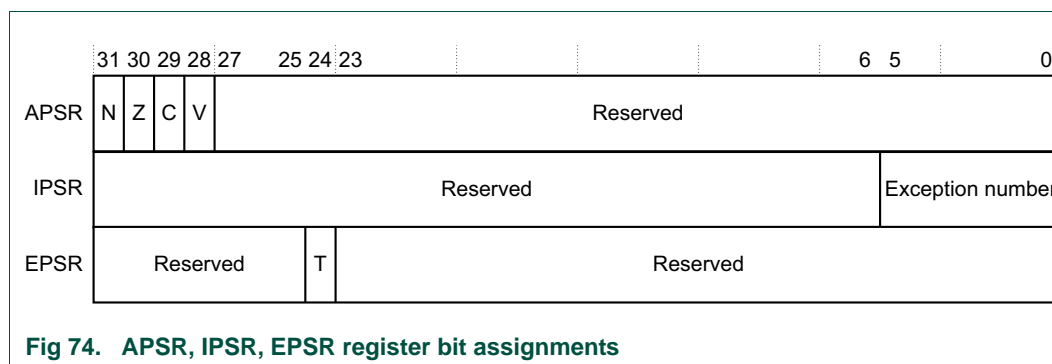 31 30 29 28 27 25 24 23 6 5 0
APSR N Z C V Reserved
IPSR Reserved Exception number
EPSR Reserved T Reserved
Fig 74. APSR, IPSR, EPSR register bit assignments